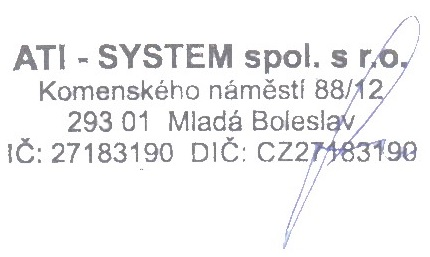 ATI - SYSTEM spol. s r.o.
Komenského náměstí 88/12
293 01 Mladá Boleslav
IČ: 27183190 DIČ: CZ27183190